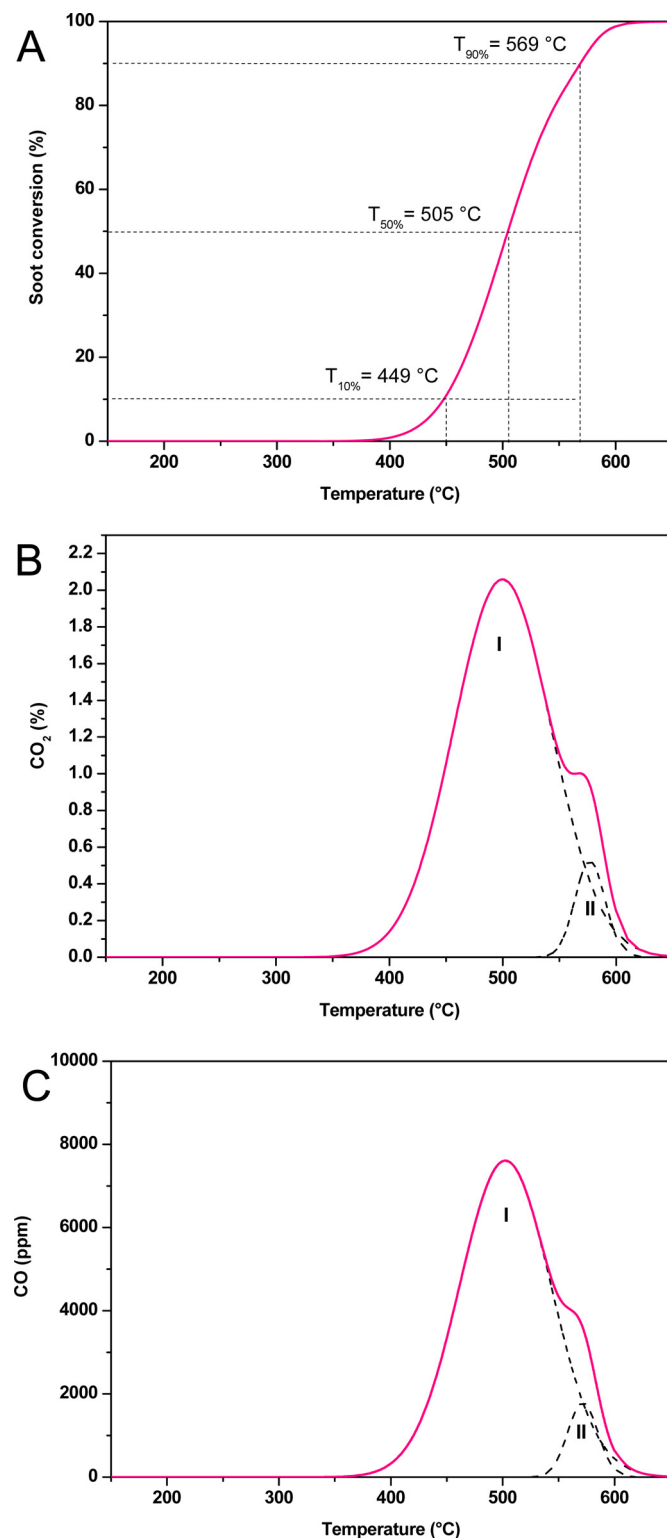 A
100
T90%= 569 °C
80
60
T50%= 505 °C
40
20
T10%= 449 °C
0
200 300 400 500 600
Soot conversion (%)
Temperature (°C)
B
2.2
2.0
1.8
1.6
1.4
1.2
1.0
0.8
0.6
0.4
0.2
0.0
I
II
200 300 400 500 600
CO2 (%)
Temperature (°C)
C
10000
8000
6000
4000
2000
0
I
II
200 300 400 500 600
CO (ppm)
Temperature (°C)